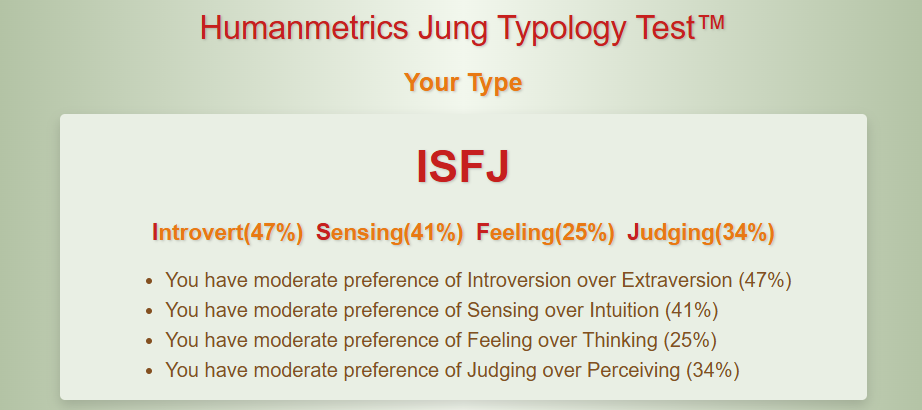 Humanmetrics Jung Typology Test™
Your Type
ISFJ
Introvert(47%) Sensing(41%) Feeling(25%) Judging(34%)
• You have moderate preference of Introversion over Extraversion (47%)
• You have moderate preference of Sensing over Intuition (41%)
• You have moderate preference of Feeling over Thinking (25%)
• You have moderate preference of Judging over Perceiving (34%)